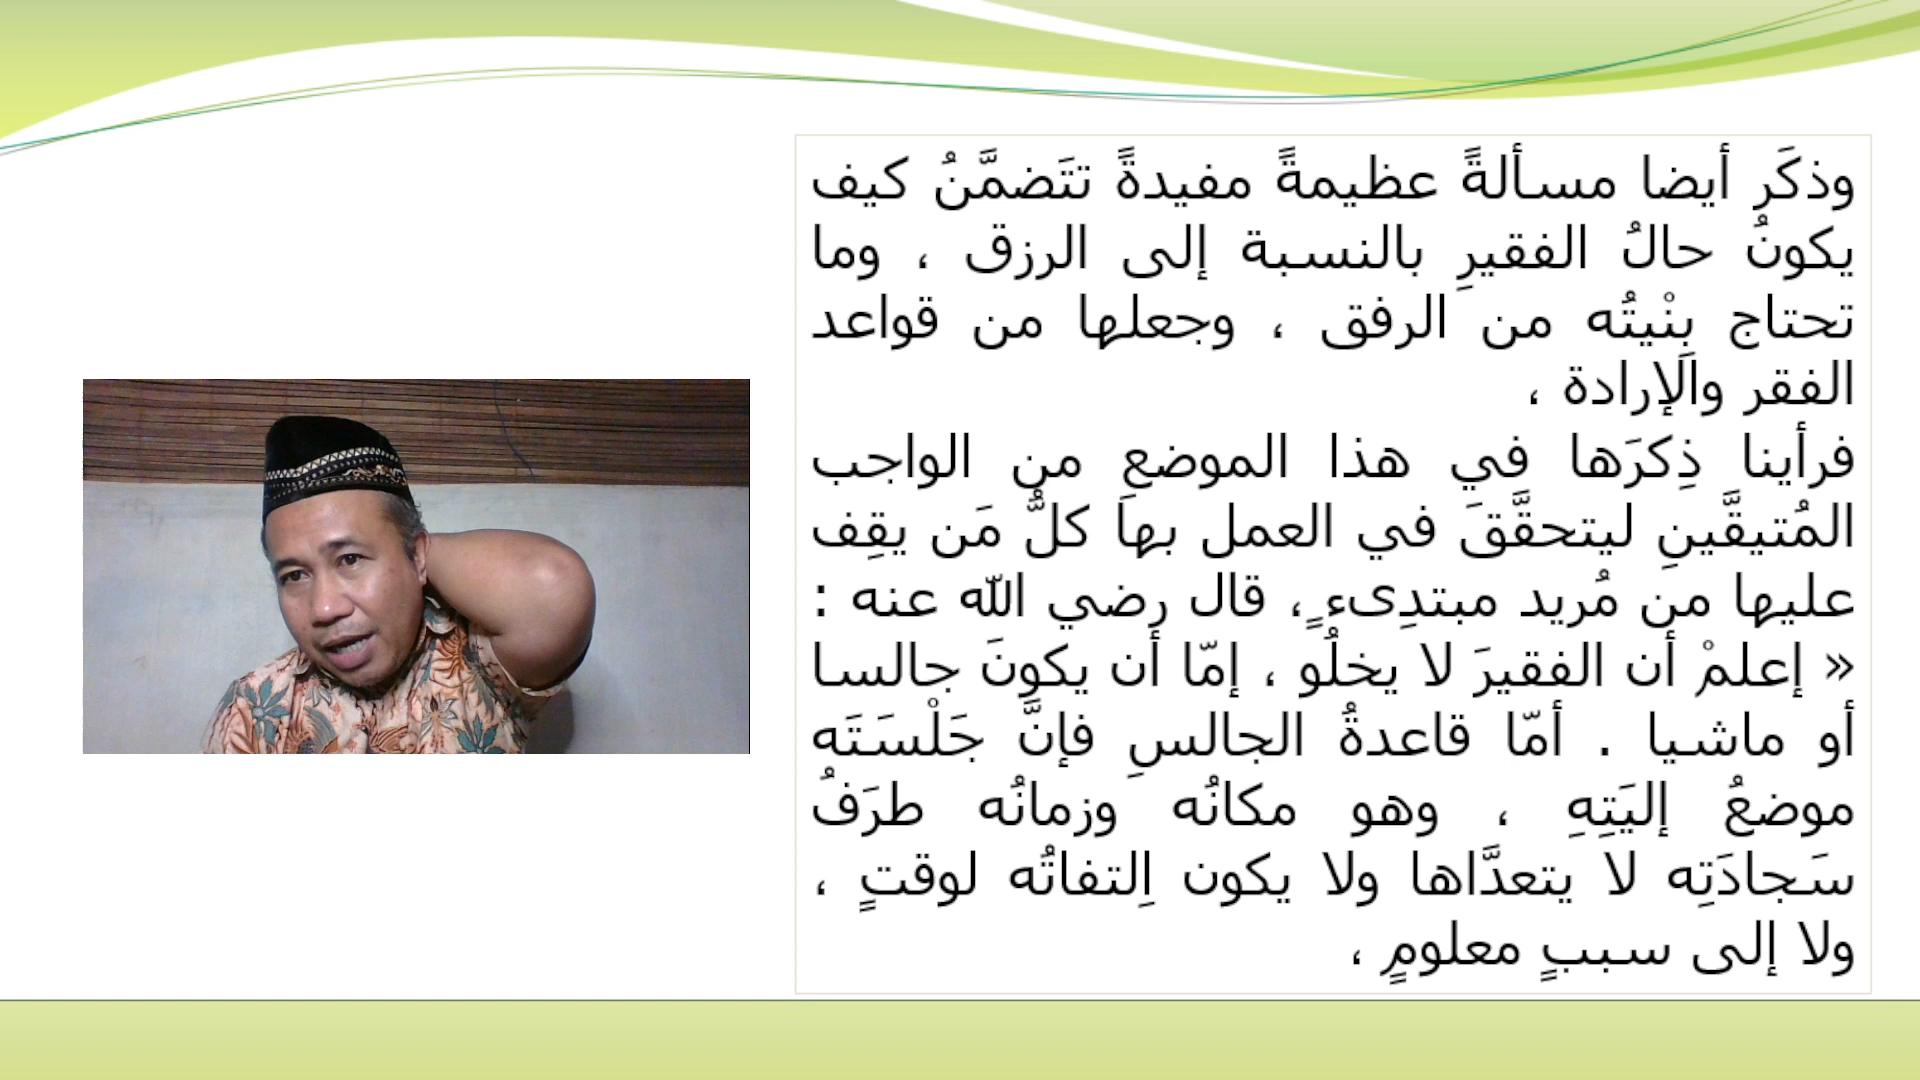 وذكَر أيضا مسألةً عظيمةً مفيدةً تتَضمَّنُ كيف
يكونُ حالُ الفقيرِ بالنسبة إلى الرزق ، وما
تحتاج بِنْيتُه من الرفق ، وجعلها من قواعد
الفقر والإرادة ،
فرأينا ذِكرَها في هذا الموضعِ من الواجب
المُتيقَّينِ ليتحقَّقَ في العمل بها كلُّ مَن يقِف
عليها من مُريد مبتدِىءٍ ، قال رضي الله عنه :
« إعلمْ أن الفقيرَ لا يخلُو ، إمّا أن يكونَ جالسا
أو ماشيا . أمّا قاعدةُ الجالسِ فإنَّ جَلْسَتَه
موضعُ إليَتِهِ ، وهو مكانُه وزمانُه طرَفُ
سَجادَتِه لا يتعدَّاها ولا يكون اِلتفاتُه لوقتٍ ،
ولا إلى سببٍ معلومٍ ،